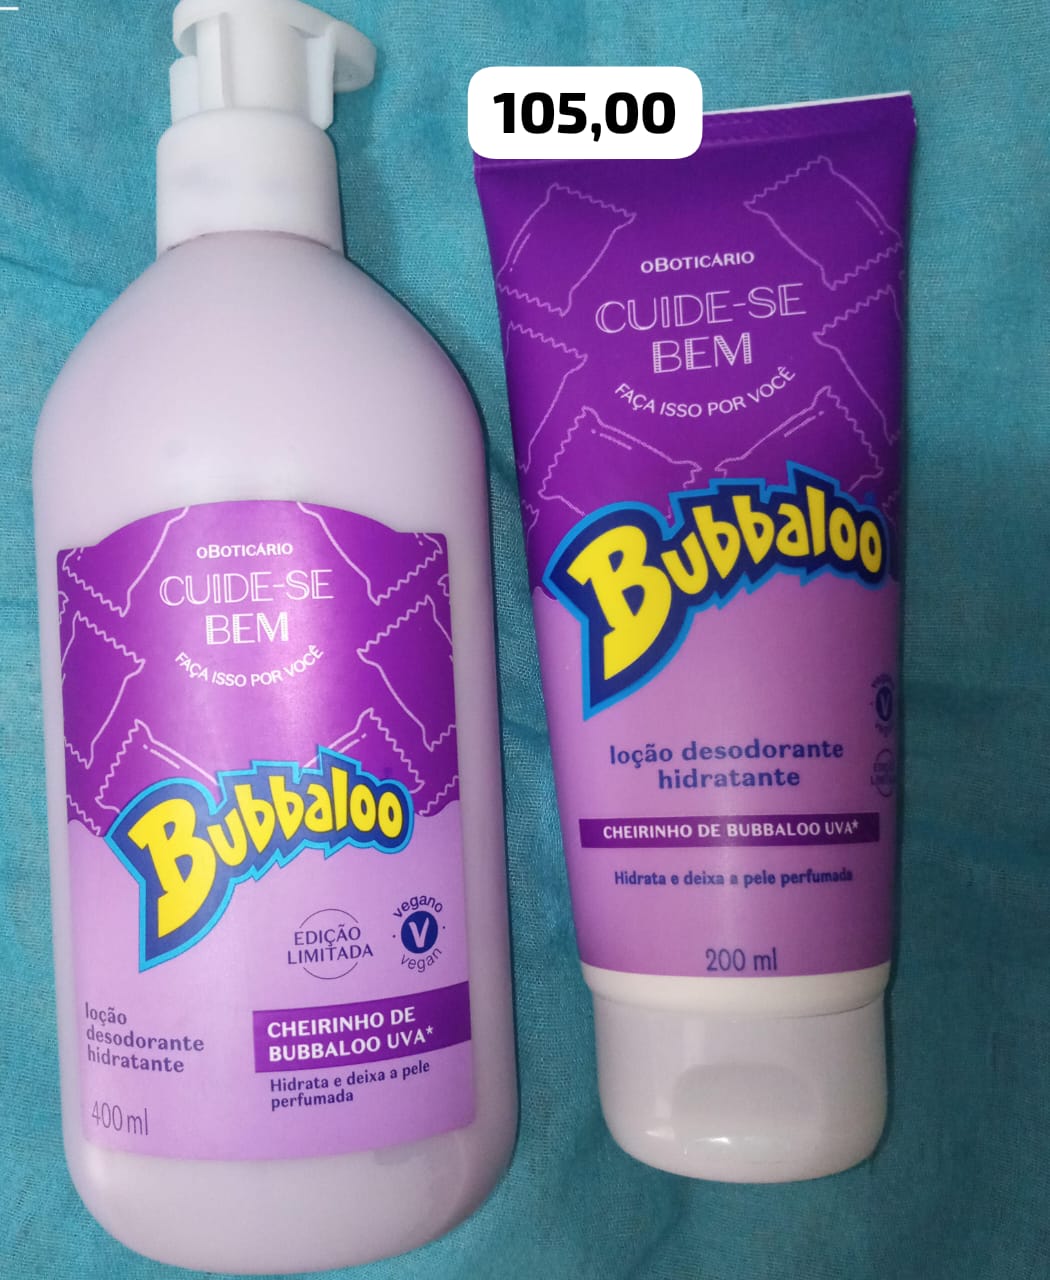 105,00
oBOTICÁRIO
CUIDE-SE
BEM
FAÇA ISSO POR VOCÊ
Bubbaloo
EDIÇÃO
LIMITADA
vegano
V
vegan
loção
desodorante
hidratante
CHEIRINHO DE
BUBBALOO UVA*
Hidrata e deixa a pele
perfumada
400 ml
oBOTICÁRIO
CUIDE-SE
BEM
FAÇA ISSO POR VOCÊ
Bubbaloo
V
loção desodorante
hidratante
CHEIRINHO DE BUBBALOO UVA*
Hidrata e deixa a pele perfumada
200 ml